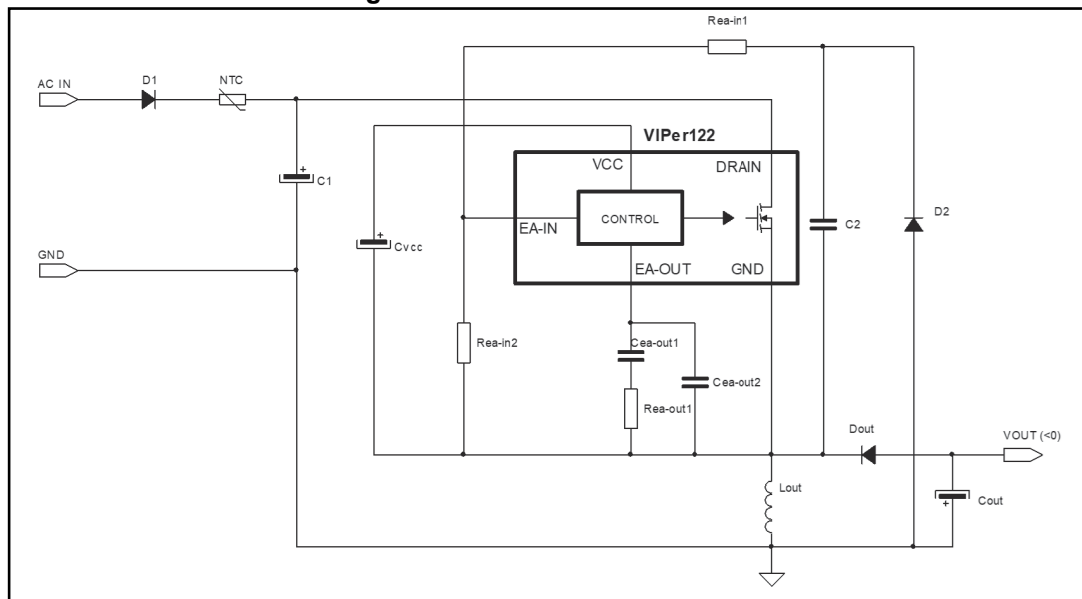 Rea-in1
AC IN
D1
NTC
VIPer122
VCC
DRAIN
C1
CONTROL
EA-IN
C2
D2
Cvcc
GND
EA-OUT
GND
Rea-in2
Cea-out1
Cea-out2
Rea-out1
Dout
VOUT (<0)
Lout
Cout